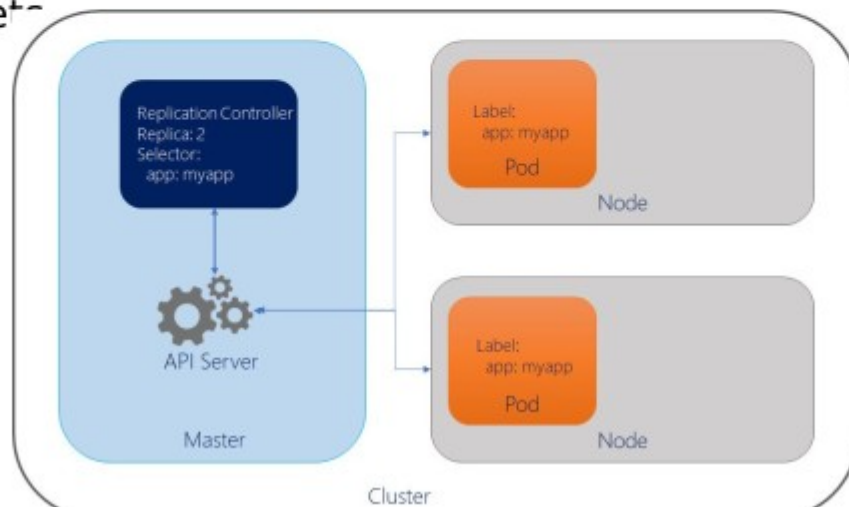 Replication Controller
Replica: 2
Selector:
app: myapp
API Server
Master
Label:
app: myapp
Pod
Node
Label:
app: myapp
Pod
Node
Cluster